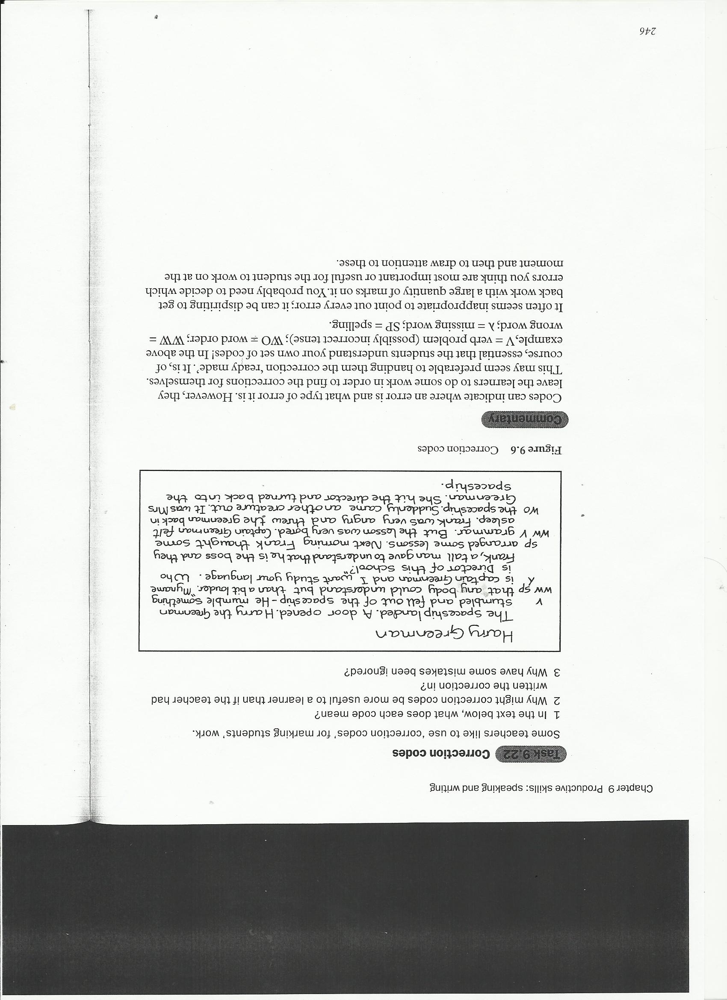 Chapter 9 Productive skills: speaking and writing
Task 9.22 Correction codes
Some teachers like to use 'correction codes' for marking students' work.
1 In the text below, what does each code mean?
2 Why might correction codes be more useful to a learner than if the teacher had
written the correction in?
3 Why have some mistakes been ignored?
Harry Greenman
The Spaceship landed. A door opened. Harry the Greenman
V stumbled and fell out of the spaceship - He mumble something
WW SP that any body could understand but than a bit louder. "My name
⁁ is captain Greenman and I want study your language. Who
is Director of this School?"
Frank, a tall man gave to understand that he is the boss and they
SP arranged some lessons. Next morning Frank thaught some
WW V grammar. But the lesson was very bored. Captain Greenman felt
asleep. Frank was very angry and threw the greenman back in
WO the spaceship. Suddenly came another creature out. It was Mrs
Greenman. She hit the director and turned back into the
spaceship.
Figure 9.6 Correction codes
Commentary
Codes can indicate where an error is and what type of error it is. However, they
leave the learners to do some work in order to find the corrections for themselves.
This may seem preferable to handing them the correction 'ready made'. It is, of
course, essential that the students understand your own set of codes! In the above
example, V = verb problem (possibly incorrect tense); WO = word order; WW =
wrong word; ⁁ = missing word; SP = spelling.
It often seems inappropriate to point out every error; it can be dispiriting to get
back work with a large quantity of marks on it. You probably need to decide which
errors you think are most important or useful for the student to work on at the
moment and then to draw attention to these.
246